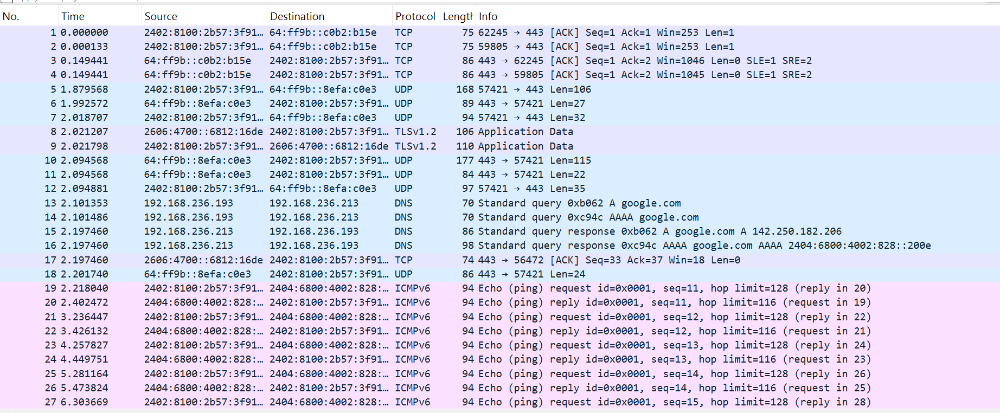 No. Time Source Destination Protocol Length Info
1 0.000000 2402:8100:2b57:3f91… 64:ff9b::c0b2:b15e TCP 75 62245 → 443 [ACK] Seq=1 Ack=1 Win=253 Len=1
2 0.000133 2402:8100:2b57:3f91… 64:ff9b::c0b2:b15e TCP 75 59805 → 443 [ACK] Seq=1 Ack=1 Win=253 Len=1
3 0.149441 64:ff9b::c0b2:b15e 2402:8100:2b57:3f91… TCP 86 443 → 62245 [ACK] Seq=1 Ack=2 Win=1046 Len=0 SLE=1 SRE=2
4 0.149441 64:ff9b::c0b2:b15e 2402:8100:2b57:3f91… TCP 86 443 → 59805 [ACK] Seq=1 Ack=2 Win=1045 Len=0 SLE=1 SRE=2
5 1.879568 2402:8100:2b57:3f91… 64:ff9b::8efa:c0e3 UDP 168 57421 → 443 Len=106
6 1.992572 64:ff9b::8efa:c0e3 2402:8100:2b57:3f91… UDP 89 443 → 57421 Len=27
7 2.018707 2402:8100:2b57:3f91… 64:ff9b::8efa:c0e3 UDP 94 57421 → 443 Len=32
8 2.021207 2606:4700::6812:16de 2402:8100:2b57:3f91… TLSv1.2 106 Application Data
9 2.021798 2402:8100:2b57:3f91… 2606:4700::6812:16de TLSv1.2 110 Application Data
10 2.094568 64:ff9b::8efa:c0e3 2402:8100:2b57:3f91… UDP 177 443 → 57421 Len=115
11 2.094568 64:ff9b::8efa:c0e3 2402:8100:2b57:3f91… UDP 84 443 → 57421 Len=22
12 2.094881 2402:8100:2b57:3f91… 64:ff9b::8efa:c0e3 UDP 97 57421 → 443 Len=35
13 2.101353 192.168.236.193 192.168.236.213 DNS 70 Standard query 0xb062 A google.com
14 2.101486 192.168.236.193 192.168.236.213 DNS 70 Standard query 0xc94c AAAA google.com
15 2.197460 192.168.236.213 192.168.236.193 DNS 86 Standard query response 0xb062 A google.com A 142.250.182.206
16 2.197460 192.168.236.213 192.168.236.193 DNS 98 Standard query response 0xc94c AAAA google.com AAAA 2404:6800:4002:828::200e
17 2.197460 2606:4700::6812:16de 2402:8100:2b57:3f91… TCP 74 443 → 56472 [ACK] Seq=33 Ack=37 Win=18 Len=0
18 2.201740 64:ff9b::8efa:c0e3 2402:8100:2b57:3f91… UDP 86 443 → 57421 Len=24
19 2.218040 2402:8100:2b57:3f91… 2404:6800:4002:828:… ICMPv6 94 Echo (ping) request id=0x0001, seq=11, hop limit=128 (reply in 20)
20 2.402472 2404:6800:4002:828:… 2402:8100:2b57:3f91… ICMPv6 94 Echo (ping) reply id=0x0001, seq=11, hop limit=116 (request in 19)
21 3.236447 2402:8100:2b57:3f91… 2404:6800:4002:828:… ICMPv6 94 Echo (ping) request id=0x0001, seq=12, hop limit=128 (reply in 22)
22 3.426132 2404:6800:4002:828:… 2402:8100:2b57:3f91… ICMPv6 94 Echo (ping) reply id=0x0001, seq=12, hop limit=116 (request in 21)
23 4.257827 2402:8100:2b57:3f91… 2404:6800:4002:828:… ICMPv6 94 Echo (ping) request id=0x0001, seq=13, hop limit=128 (reply in 24)
24 4.449751 2404:6800:4002:828:… 2402:8100:2b57:3f91… ICMPv6 94 Echo (ping) reply id=0x0001, seq=13, hop limit=116 (request in 23)
25 5.281164 2402:8100:2b57:3f91… 2404:6800:4002:828:… ICMPv6 94 Echo (ping) request id=0x0001, seq=14, hop limit=128 (reply in 26)
26 5.473824 2404:6800:4002:828:… 2402:8100:2b57:3f91… ICMPv6 94 Echo (ping) reply id=0x0001, seq=14, hop limit=116 (request in 25)
27 6.303669 2402:8100:2b57:3f91… 2404:6800:4002:828:… ICMPv6 94 Echo (ping) request id=0x0001, seq=15, hop limit=128 (reply in 28)